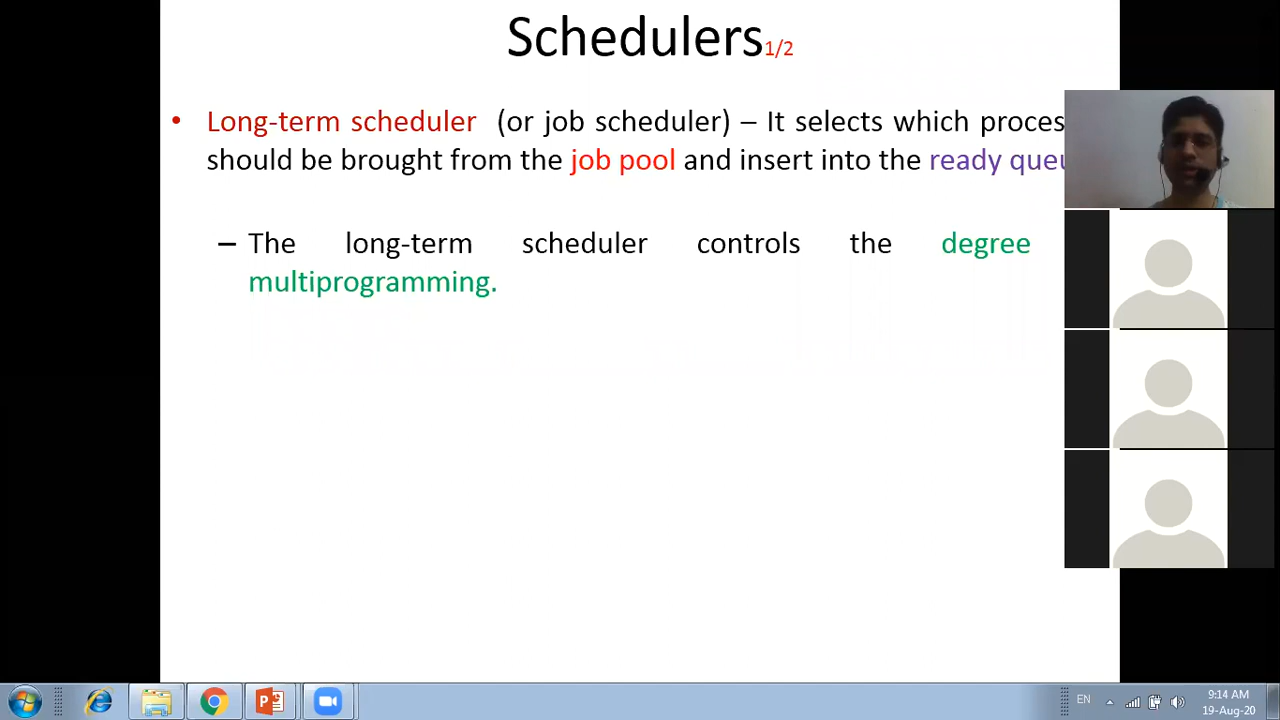 Schedulers1/2
• Long-term scheduler (or job scheduler) – It selects which proces
should be brought from the job pool and insert into the ready queu
– The long-term scheduler controls the degree
multiprogramming.
EN
9:14 AM
19-Aug-20